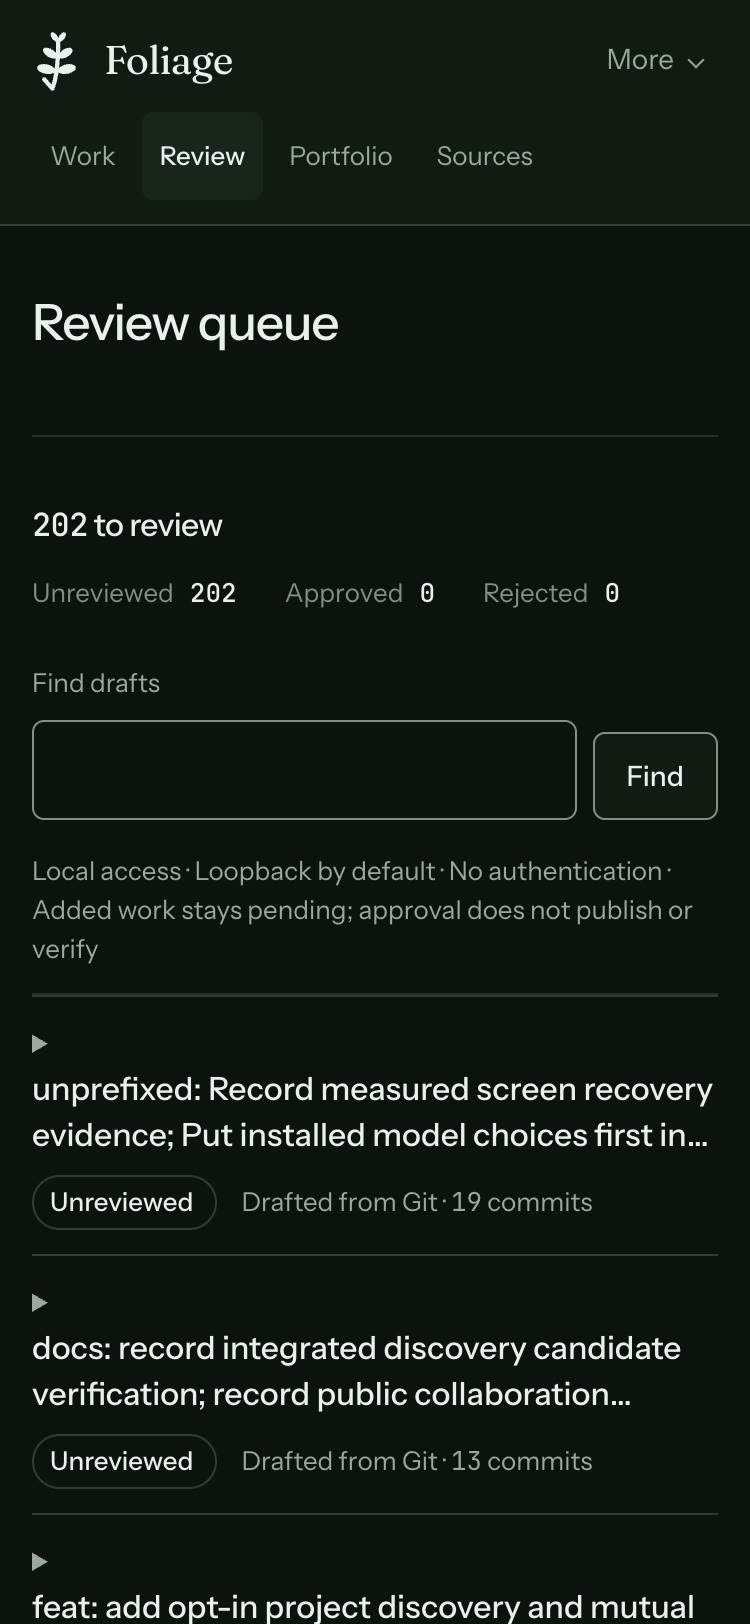 Foliage
More
Work Review Portfolio Sources
Review queue
202 to review
Unreviewed 202 Approved 0 Rejected 0
Find drafts
Find
Local access · Loopback by default · No authentication ·
Added work stays pending; approval does not publish or
verify
unprefixed: Record measured screen recovery
evidence; Put installed model choices first in...
Unreviewed Drafted from Git · 19 commits
docs: record integrated discovery candidate
verification; record public collaboration...
Unreviewed Drafted from Git · 13 commits
feat: add opt-in project discovery and mutual